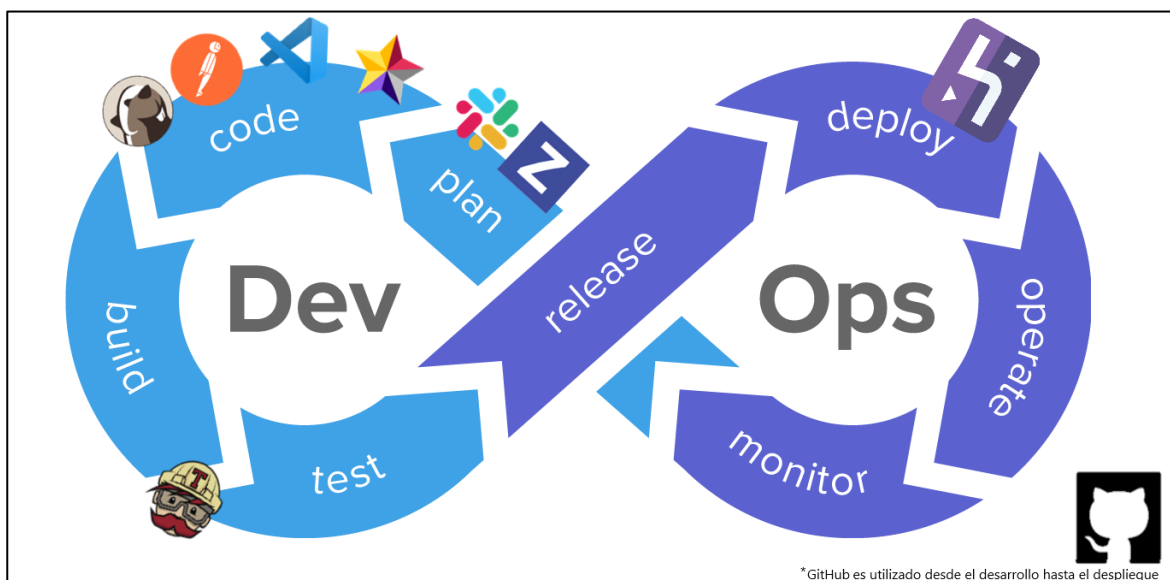 code
plan
build
test
release
deploy
operate
monitor
Dev
Ops
Z
T
*GitHub es utilizado desde el desarrollo hasta el despliegue